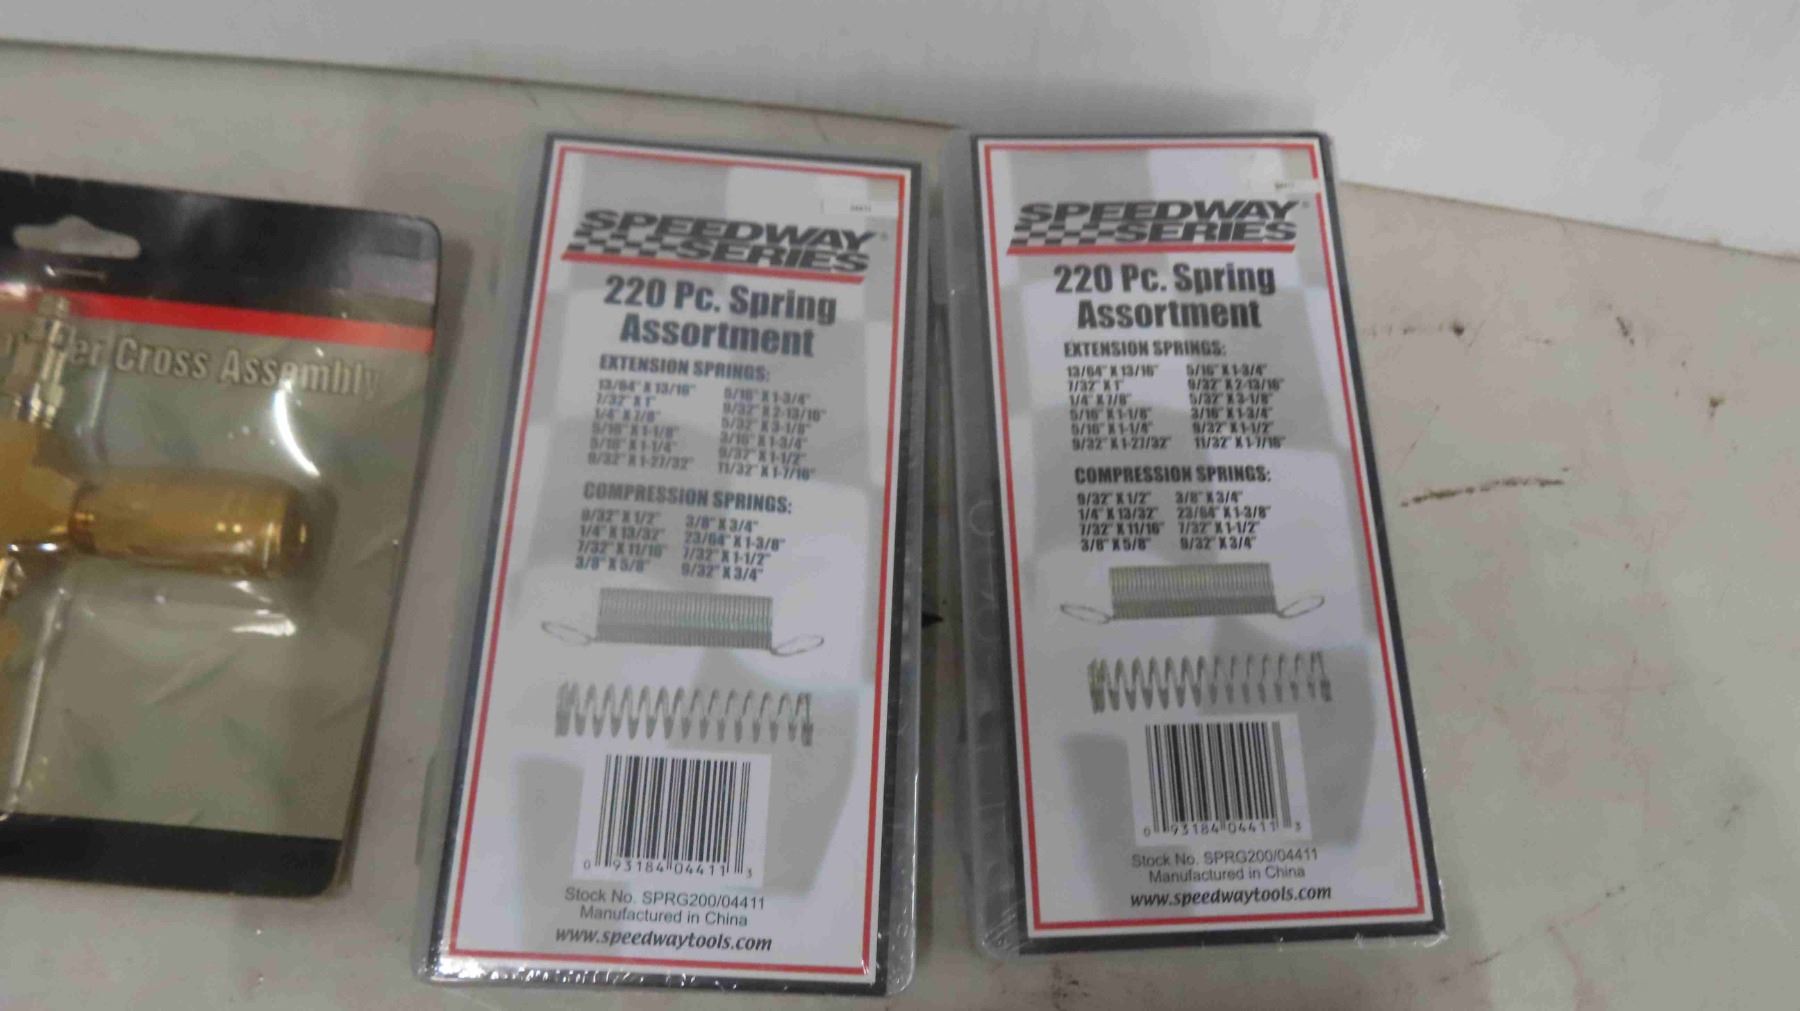 Cross Assembly
SPEEDWAY
SERIES
220 Pc. Spring
Assortment
EXTENSION SPRINGS:
13/64" X 13/16" 5/16" X 1-3/4"
7/32" X 1" 9/32" X 2-13/16"
1/4" X 7/8" 5/32" X 3-1/8"
5/16" X 1-1/8" 3/16" X 1-3/4"
5/16" X 1-1/4" 9/32" X 1-1/2"
9/32" X 1-27/32" 11/32" X 1-7/16"
COMPRESSION SPRINGS:
9/32" X 1/2" 3/8" X 3/4"
1/4" X 13/32" 23/64" X 1-3/8"
7/32" X 11/16" 7/32" X 1-1/2"
3/8" X 5/8" 9/32" X 3/4"
0 93184 04411 3
Stock No. SPRG200/04411
Manufactured in China
www.speedwaytools.com
SPEEDWAY
SERIES
220 Pc. Spring
Assortment
EXTENSION SPRINGS:
13/64" X 13/16" 5/16" X 1-3/4"
7/32" X 1" 9/32" X 2-13/16"
1/4" X 7/8" 5/32" X 3-1/8"
5/16" X 1-1/8" 3/16" X 1-3/4"
5/16" X 1-1/4" 9/32" X 1-1/2"
9/32" X 1-27/32" 11/32" X 1-7/16"
COMPRESSION SPRINGS:
9/32" X 1/2" 3/8" X 3/4"
1/4" X 13/32" 23/64" X 1-3/8"
7/32" X 11/16" 7/32" X 1-1/2"
3/8" X 5/8" 9/32" X 3/4"
0 93184 04411 3
Stock No. SPRG200/04411
Manufactured in China
www.speedwaytools.com